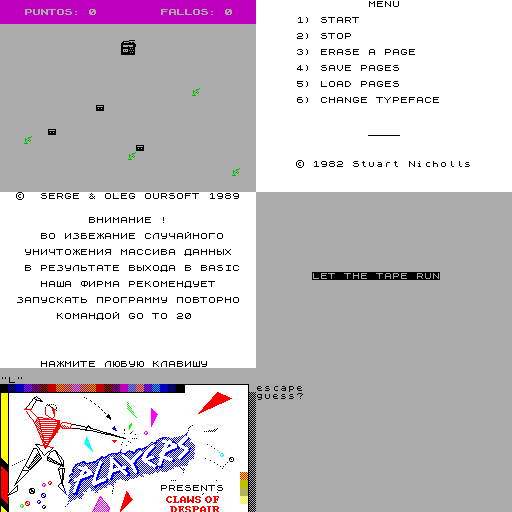 PUNTOS: 0 FALLOS: 0
MENU
1) START
2) STOP
3) ERASE A PAGE
4) SAVE PAGES
5) LOAD PAGES
6) CHANGE TYPEFACE
© 1982 Stuart Nicholls
© SERGE & OLEG OURSOFT 1989
ВНИМАНИЕ !
ВО ИЗБЕЖАНИЕ СЛУЧАЙНОГО
УНИЧТОЖЕНИЯ МАССИВА ДАННЫХ
В РЕЗУЛЬТАТЕ ВЫХОДА В BASIC
НАША ФИРМА РЕКОМЕНДУЕТ
ЗАПУСКАТЬ ПРОГРАММУ ПОВТОРНО
КОМАНДОЙ GO TO 20
НАЖМИТЕ ЛЮБУЮ КЛАВИШУ
LET THE TAPE RUN
"L"
PLAYERS
PRESENTS
CLAWS OF
DESPAIR
escape
guess?